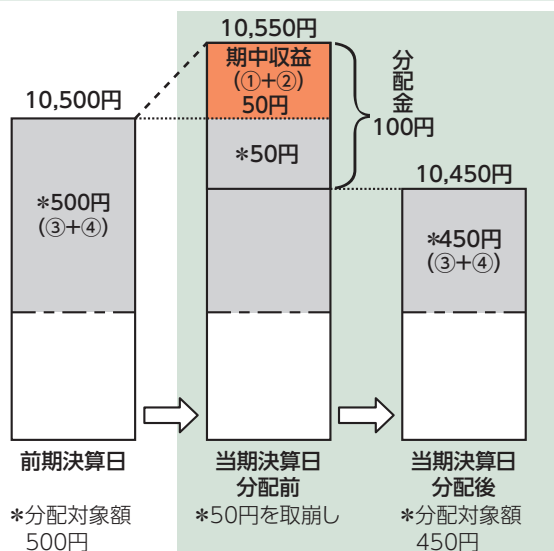 10,550円
期中収益
(①+②)
50円
分配金
100円
10,500円
*50円
10,450円
*500円
(③+④)
*450円
(③+④)
前期決算日
当期決算日
分配前
当期決算日
分配後
*分配対象額
500円
*50円を取崩し
*分配対象額
450円